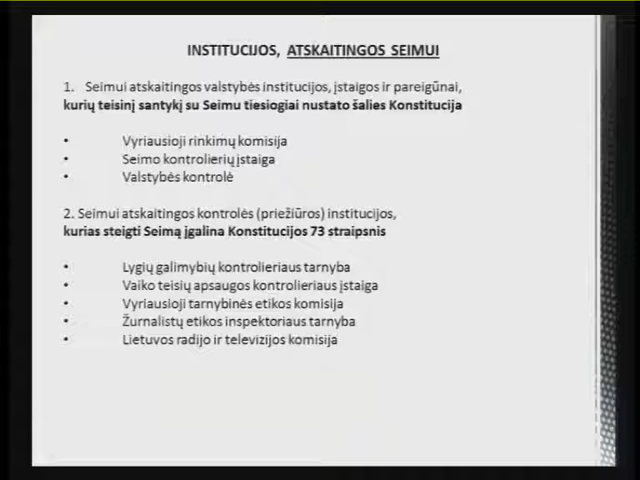 INSTITUCIJOS, ATSKAITINGOS SEIMUI
1. Seimui atskaitingos valstybės institucijos, įstaigos ir pareigūnai,
kurių teisinį santykį su Seimu tiesiogiai nustato šalies Konstitucija
• Vyriausioji rinkimų komisija
• Seimo kontrolierių įstaiga
• Valstybės kontrolė
2. Seimui atskaitingos kontrolės (priežiūros) institucijos,
kurias steigti Seimą įgalina Konstitucijos 73 straipsnis
• Lygių galimybių kontrolieriaus tarnyba
• Vaiko teisių apsaugos kontrolieriaus įstaiga
• Vyriausioji tarnybinės etikos komisija
• Žurnalistų etikos inspektoriaus tarnyba
• Lietuvos radijo ir televizijos komisija